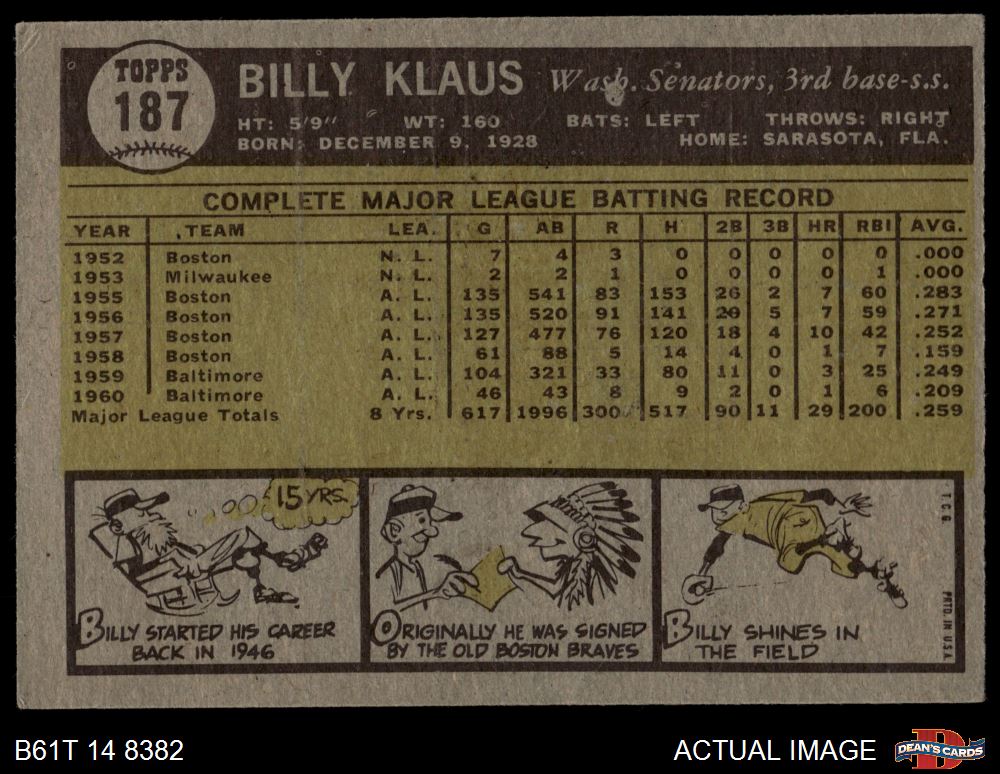 TOPPS
187
BILLY KLAUS Wash. Senators, 3rd base-s.s.
HT: 5'9" WT: 160 BATS: LEFT THROWS: RIGHT
BORN: DECEMBER 9, 1928 HOME: SARASOTA, FLA.
COMPLETE MAJOR LEAGUE BATTING RECORD
YEAR TEAM LEA. G AB R H 2B 3B HR RBI AVG.
1952 Boston N. L. 7 4 3 0 0 0 0 0 .000
1953 Milwaukee N. L. 2 2 1 0 0 0 0 1 .000
1955 Boston A. L. 135 541 83 153 26 2 7 60 .283
1956 Boston A. L. 135 520 91 141 29 5 7 59 .271
1957 Boston A. L. 127 477 76 120 18 4 10 42 .252
1958 Boston A. L. 61 88 5 14 4 0 1 7 .159
1959 Baltimore A. L. 104 321 33 80 11 0 3 25 .249
1960 Baltimore A. L. 46 43 8 9 2 0 1 6 .209
Major League Totals 8 Yrs. 617 1996 300 517 90 11 29 200 .259
15 YRS.
BILLY STARTED HIS CAREER
BACK IN 1946
ORIGINALLY HE WAS SIGNED
BY THE OLD BOSTON BRAVES
BILLY SHINES IN
THE FIELD
T.C.G.
PRTD. IN U.S.A.
B61T 14 8382
ACTUAL IMAGE
DEAN'S CARDS